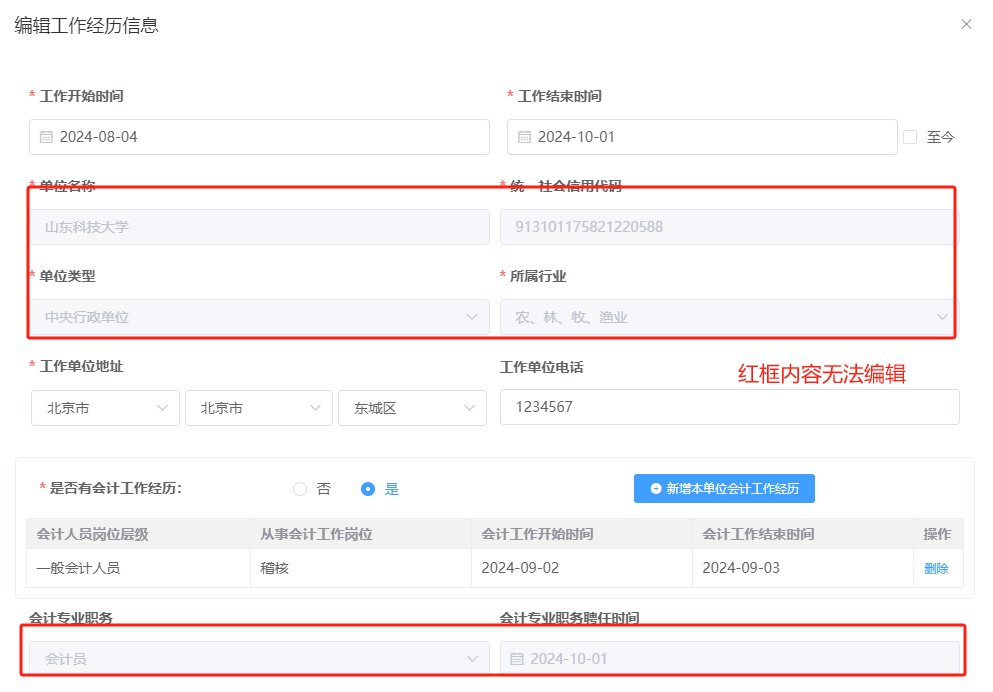 编辑工作经历信息
* 工作开始时间 * 工作结束时间
2024-08-04 2024-10-01 至今
* 单位名称 * 统一社会信用代码
山东科技大学 913101175821220588
* 单位类型 * 所属行业
中央行政单位 农、林、牧、渔业
* 工作单位地址 工作单位电话 红框内容无法编辑
北京市 北京市 东城区 1234567
* 是否有会计工作经历： 否 是 新增本单位会计工作经历
会计人员岗位层级 从事会计工作岗位 会计工作开始时间 会计工作结束时间 操作
一般会计人员 稽核 2024-09-02 2024-09-03 删除
会计专业职务 会计专业职务聘任时间
会计员 2024-10-01